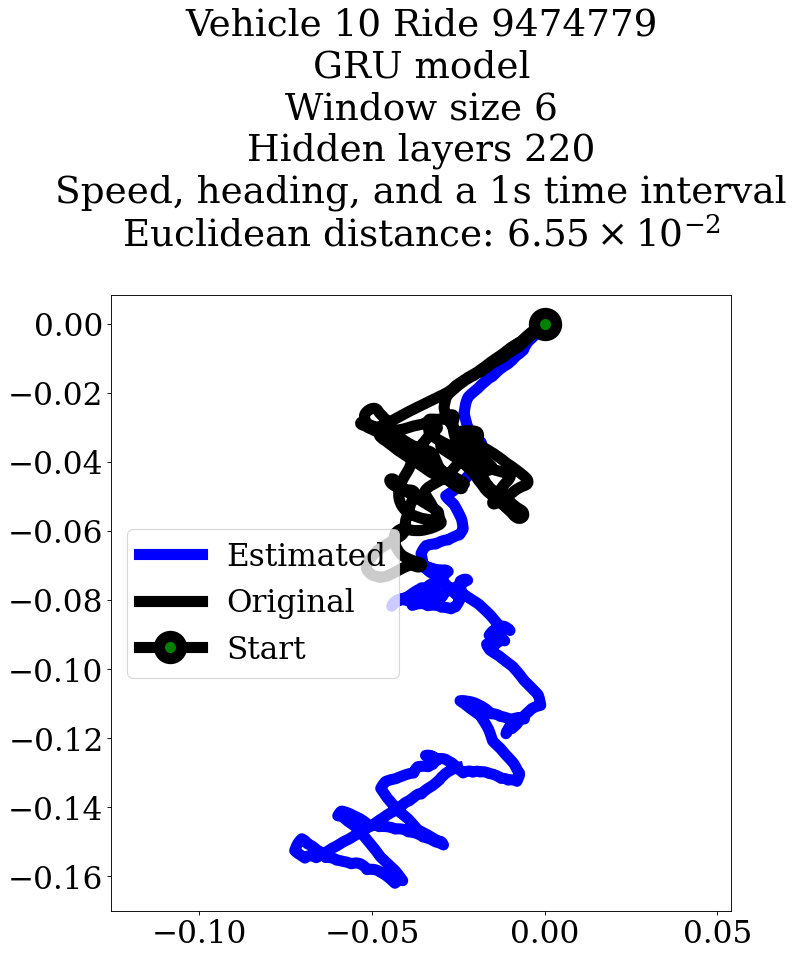 Vehicle 10 Ride 9474779
GRU model
Window size 6
Hidden layers 220
Speed, heading, and a 1s time interval
Euclidean distance: 6.55 × 10⁻²
0.00
−0.02
−0.04
−0.06
−0.08
−0.10
−0.12
−0.14
−0.16
Estimated
Original
Start
−0.10 −0.05 0.00 0.05